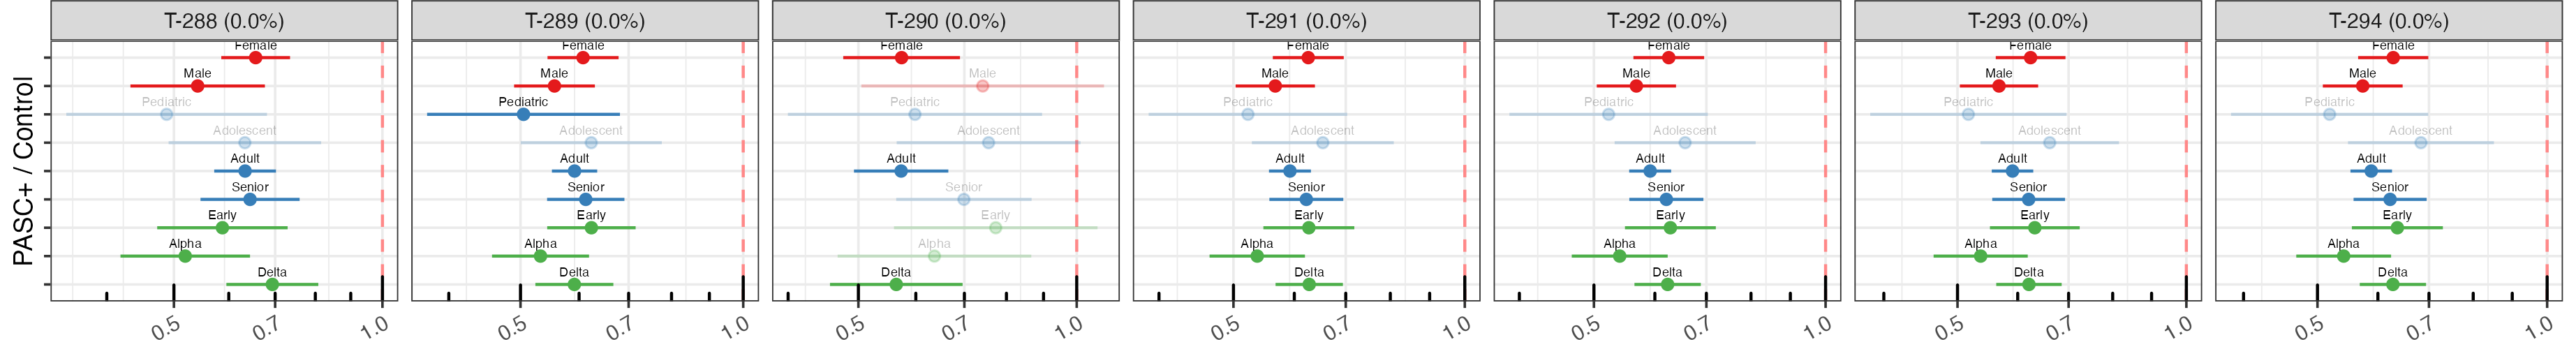 T-288 (0.0%) T-289 (0.0%) T-290 (0.0%) T-291 (0.0%) T-292 (0.0%) T-293 (0.0%) T-294 (0.0%)
PASC+ / Control
Female Female Female Female Female Female Female
Male Male Male Male Male Male Male
Pediatric Pediatric Pediatric Pediatric Pediatric Pediatric Pediatric
Adolescent Adolescent Adolescent Adolescent Adolescent Adolescent Adolescent
Adult Adult Adult Adult Adult Adult Adult
Senior Senior Senior Senior Senior Senior Senior
Early Early Early Early Early Early Early
Alpha Alpha Alpha Alpha Alpha Alpha Alpha
Delta Delta Delta Delta Delta Delta Delta
0.5 0.7 1.0 0.5 0.7 1.0 0.5 0.7 1.0 0.5 0.7 1.0 0.5 0.7 1.0 0.5 0.7 1.0 0.5 0.7 1.0